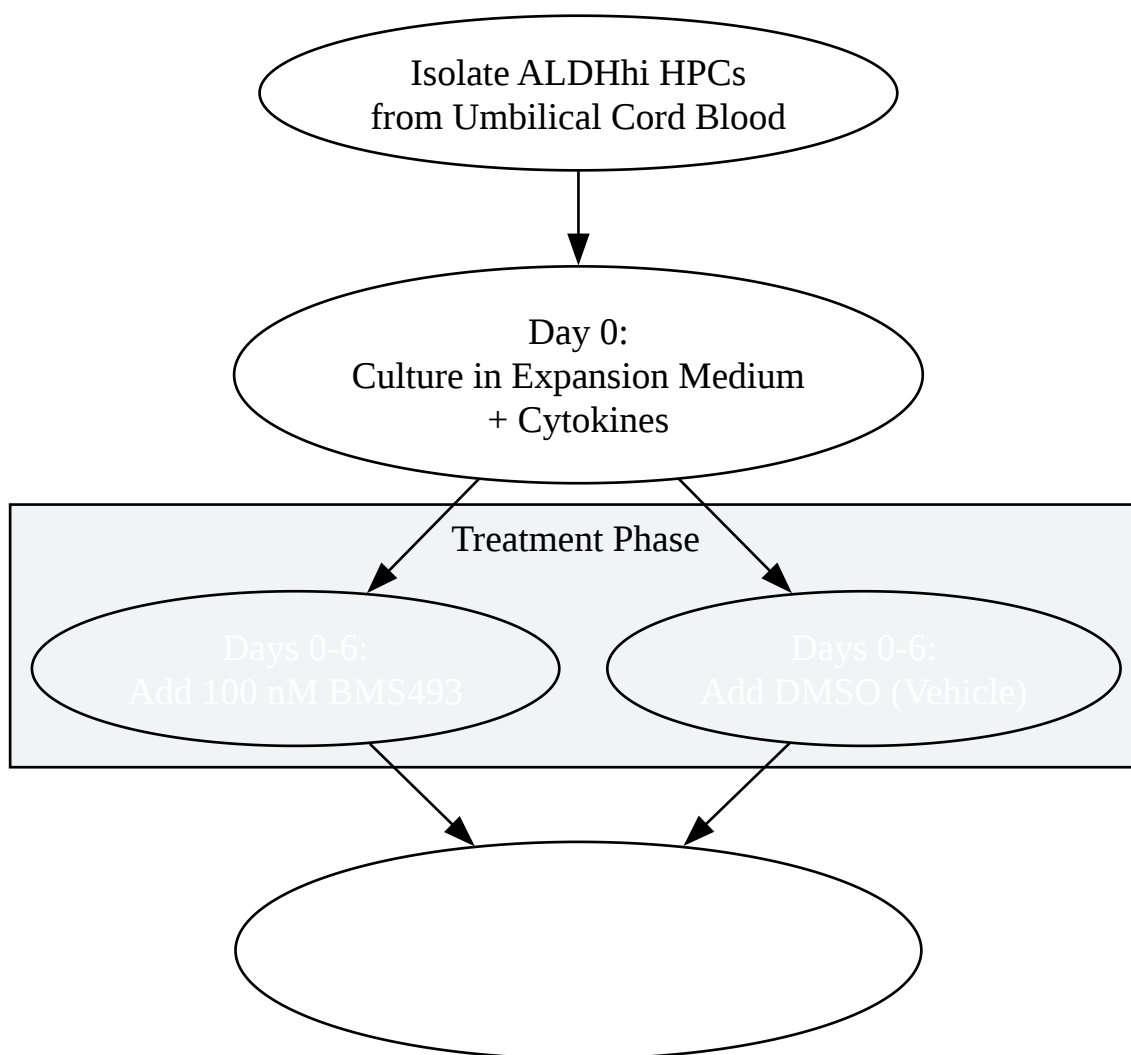 Isolate ALDHhi HPCs
from Umbilical Cord Blood
Day 0:
Culture in Expansion Medium
+ Cytokines
Treatment Phase
Days 0-6:
Add 100 nM BMS493
Days 0-6:
Add DMSO (Vehicle)